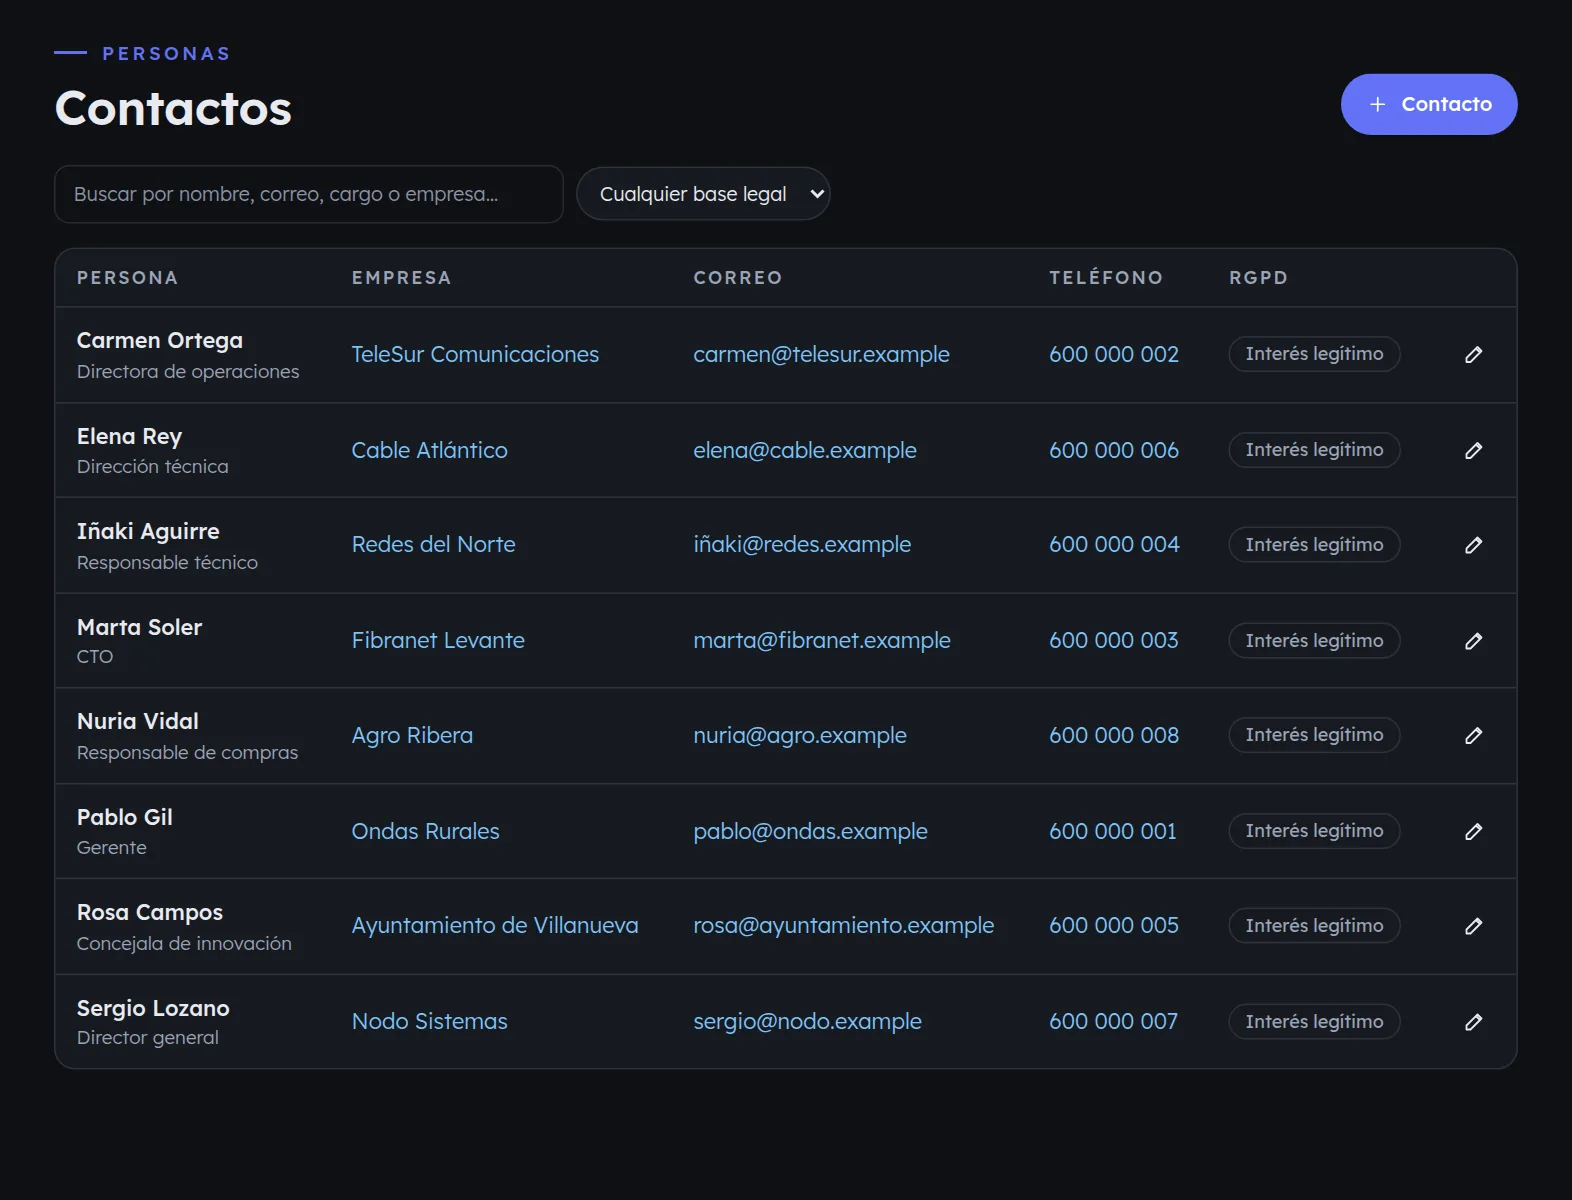 PERSONAS
Contactos
+ Contacto
Buscar por nombre, correo, cargo o empresa...
Cualquier base legal
PERSONA EMPRESA CORREO TELÉFONO RGPD
Carmen Ortega
Directora de operaciones
TeleSur Comunicaciones carmen@telesur.example 600 000 002 Interés legítimo
Elena Rey
Dirección técnica
Cable Atlántico elena@cable.example 600 000 006 Interés legítimo
Iñaki Aguirre
Responsable técnico
Redes del Norte iñaki@redes.example 600 000 004 Interés legítimo
Marta Soler
CTO
Fibranet Levante marta@fibranet.example 600 000 003 Interés legítimo
Nuria Vidal
Responsable de compras
Agro Ribera nuria@agro.example 600 000 008 Interés legítimo
Pablo Gil
Gerente
Ondas Rurales pablo@ondas.example 600 000 001 Interés legítimo
Rosa Campos
Concejala de innovación
Ayuntamiento de Villanueva rosa@ayuntamiento.example 600 000 005 Interés legítimo
Sergio Lozano
Director general
Nodo Sistemas sergio@nodo.example 600 000 007 Interés legítimo